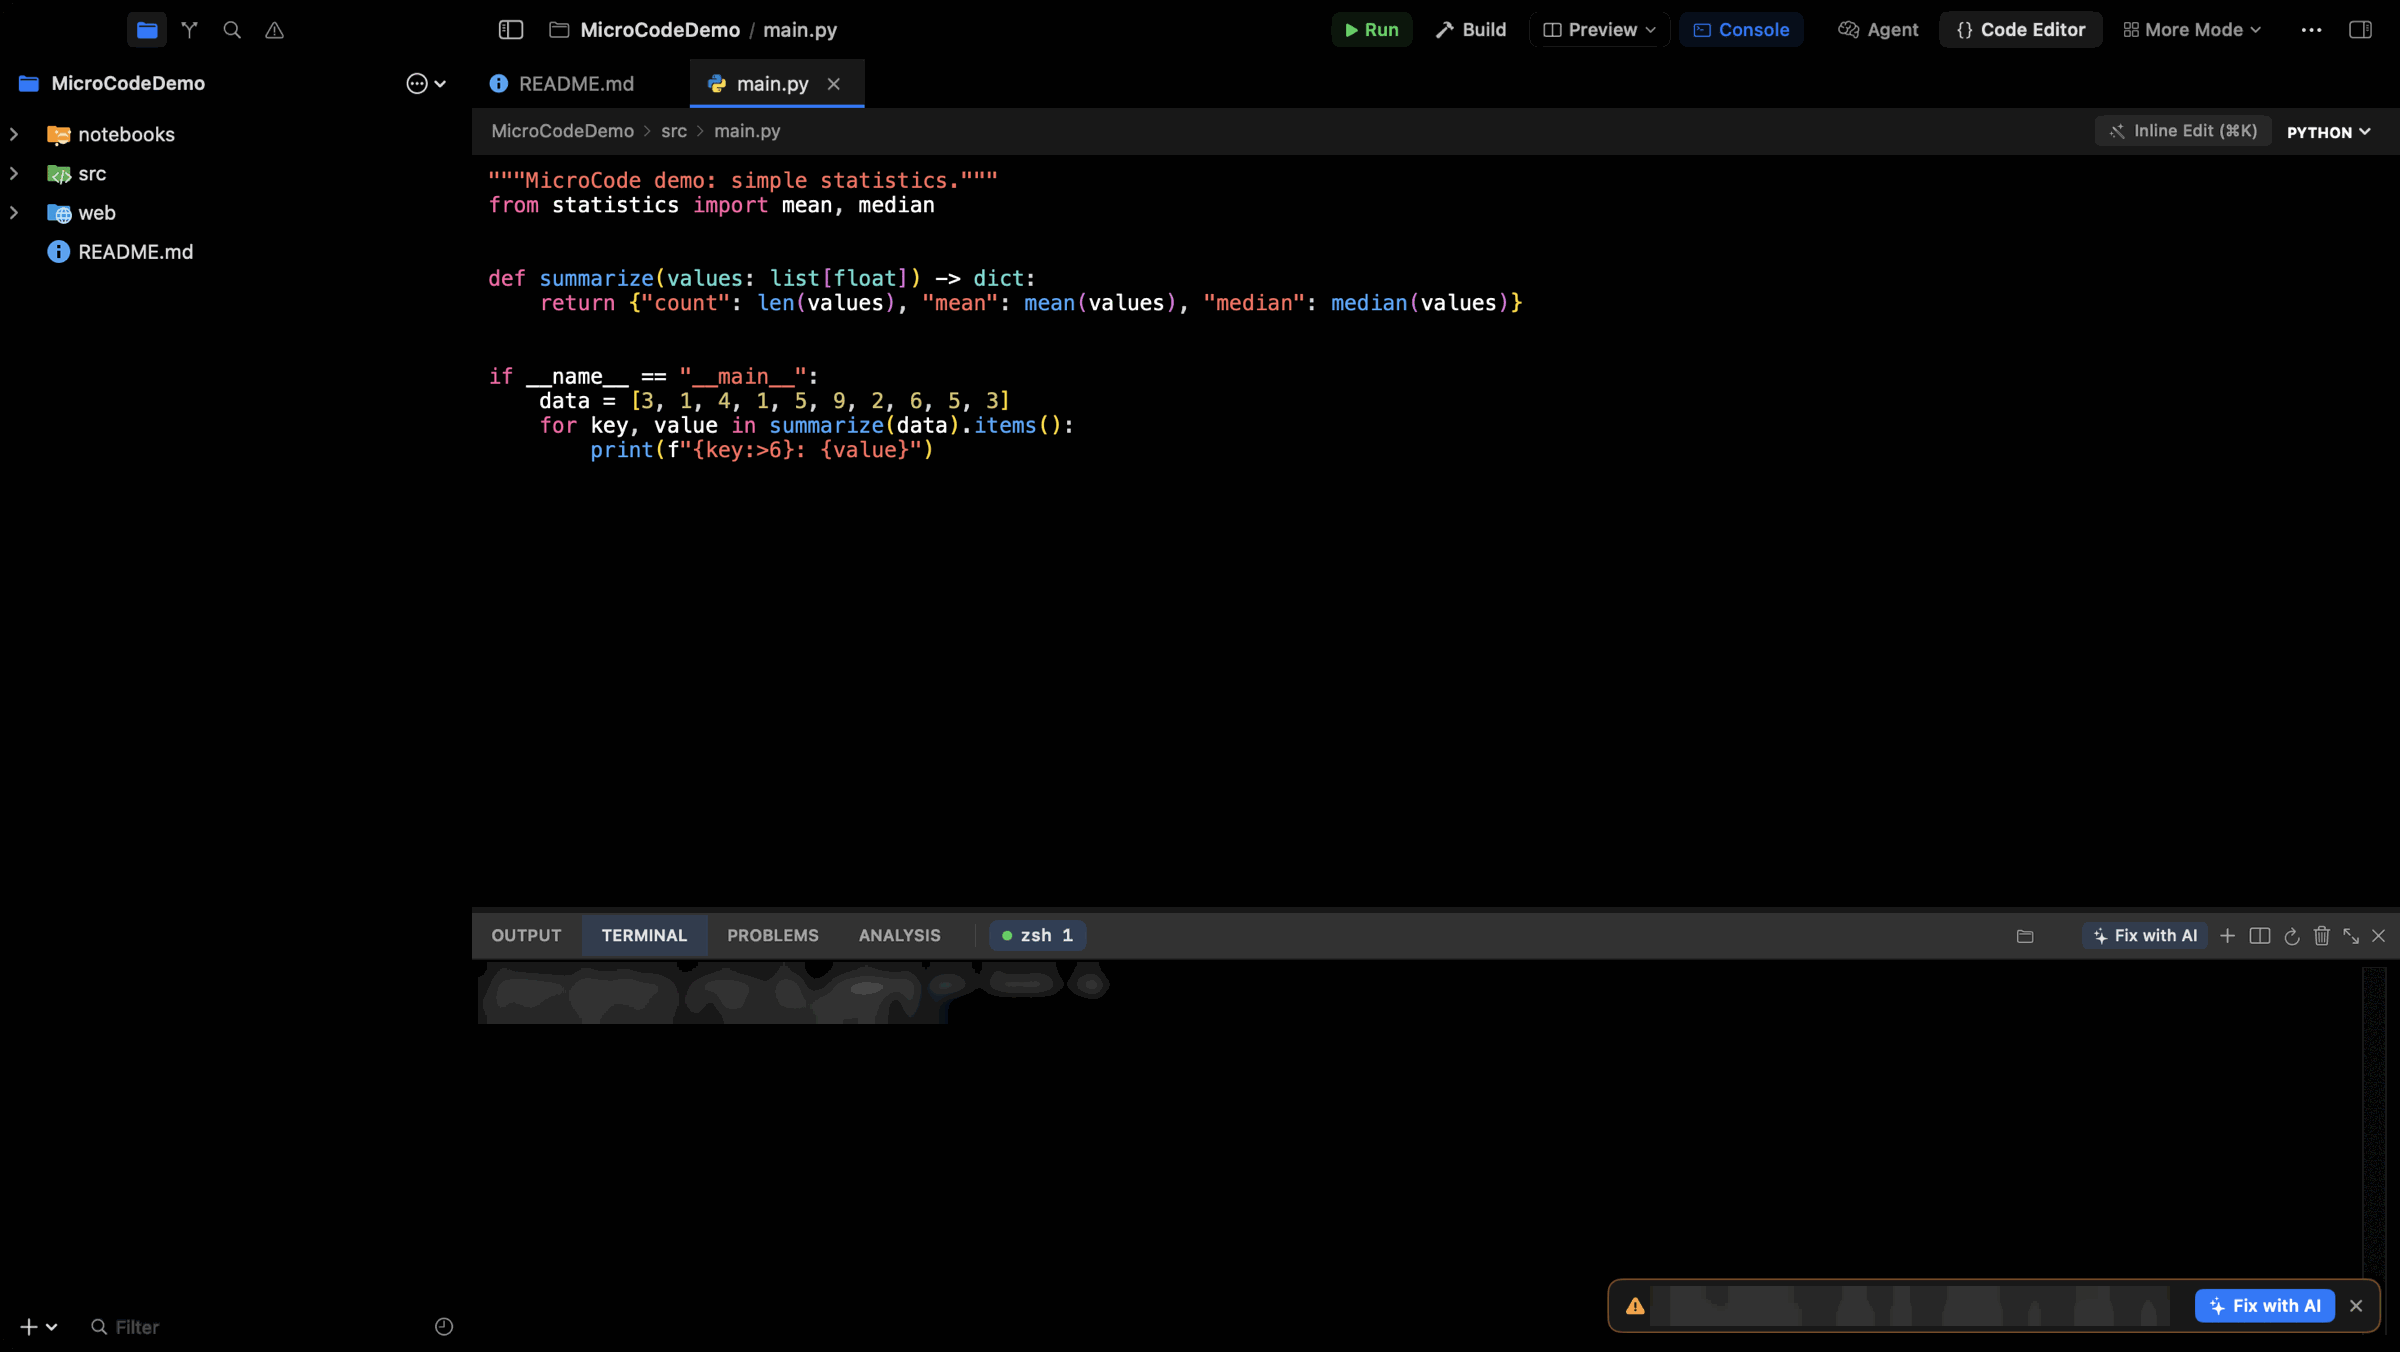 MicroCodeDemo / main.py
Run
Build
Preview
Console
Agent
{} Code Editor
More Mode
MicroCodeDemo
notebooks
src
web
README.md
README.md
main.py
MicroCodeDemo > src > main.py
Inline Edit (⌘K)
PYTHON
"""MicroCode demo: simple statistics."""
from statistics import mean, median
def summarize(values: list[float]) -> dict:
    return {"count": len(values), "mean": mean(values), "median": median(values)}
if __name__ == "__main__":
    data = [3, 1, 4, 1, 5, 9, 2, 6, 5, 3]
    for key, value in summarize(data).items():
        print(f"{key:>6}: {value}")
OUTPUT
TERMINAL
PROBLEMS
ANALYSIS
zsh 1
Fix with AI
Fix with AI
Filter